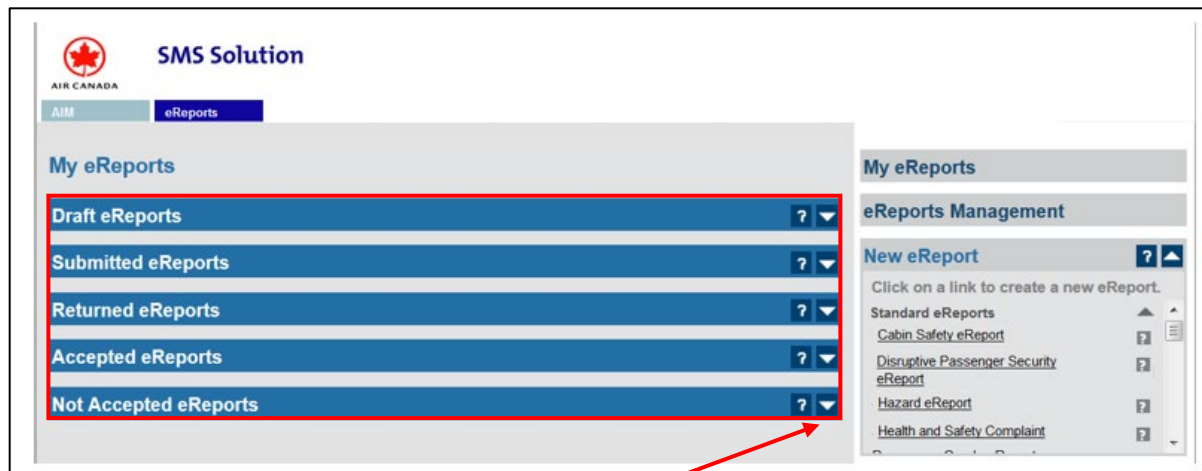 SMS Solution
AIR CANADA
AIM
eReports
My eReports
Draft eReports
?
Submitted eReports
?
Returned eReports
?
Accepted eReports
?
Not Accepted eReports
?
My eReports
eReports Management
New eReport
?
Click on a link to create a new eReport.
Standard eReports
Cabin Safety eReport
?
Disruptive Passenger Security
eReport
?
Hazard eReport
?
Health and Safety Complaint
?